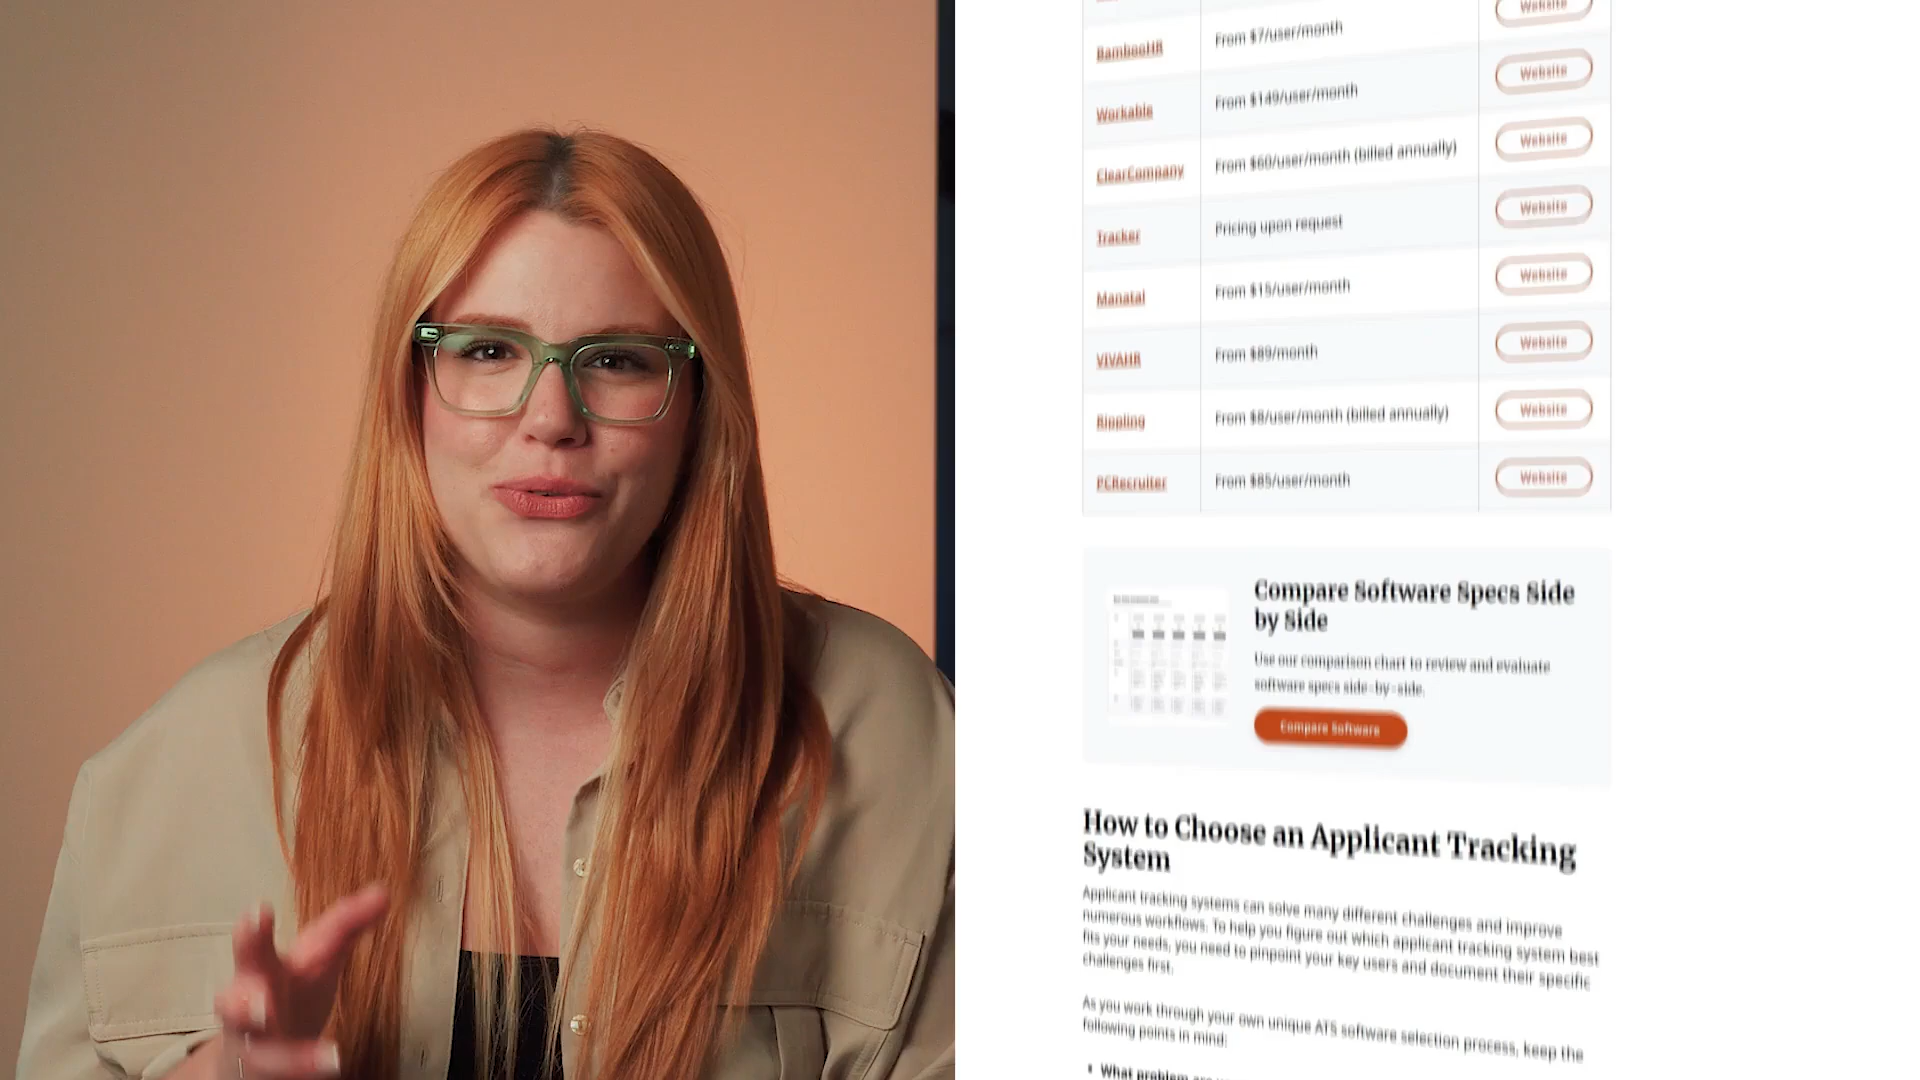 Website
BambooHR From $7/user/month Website
Workable From $149/user/month Website
ClearCompany From $60/user/month (billed annually) Website
Tracker Pricing upon request Website
Manatal From $15/user/month Website
VIVAHR From $89/month Website
Rippling From $8/user/month (billed annually) Website
PCRecruiter From $85/user/month
Compare Software Specs Side
by Side
Use our comparison chart to review and evaluate
software specs side-by-side.
Compare Software
How to Choose an Applicant Tracking
System
Applicant tracking systems can solve many different challenges and improve
numerous workflows. To help you figure out which applicant tracking system best
fits your needs, you need to pinpoint your key users and document their specific
challenges first.
As you work through your own unique ATS software selection process, keep the
following points in mind:
• What problem are